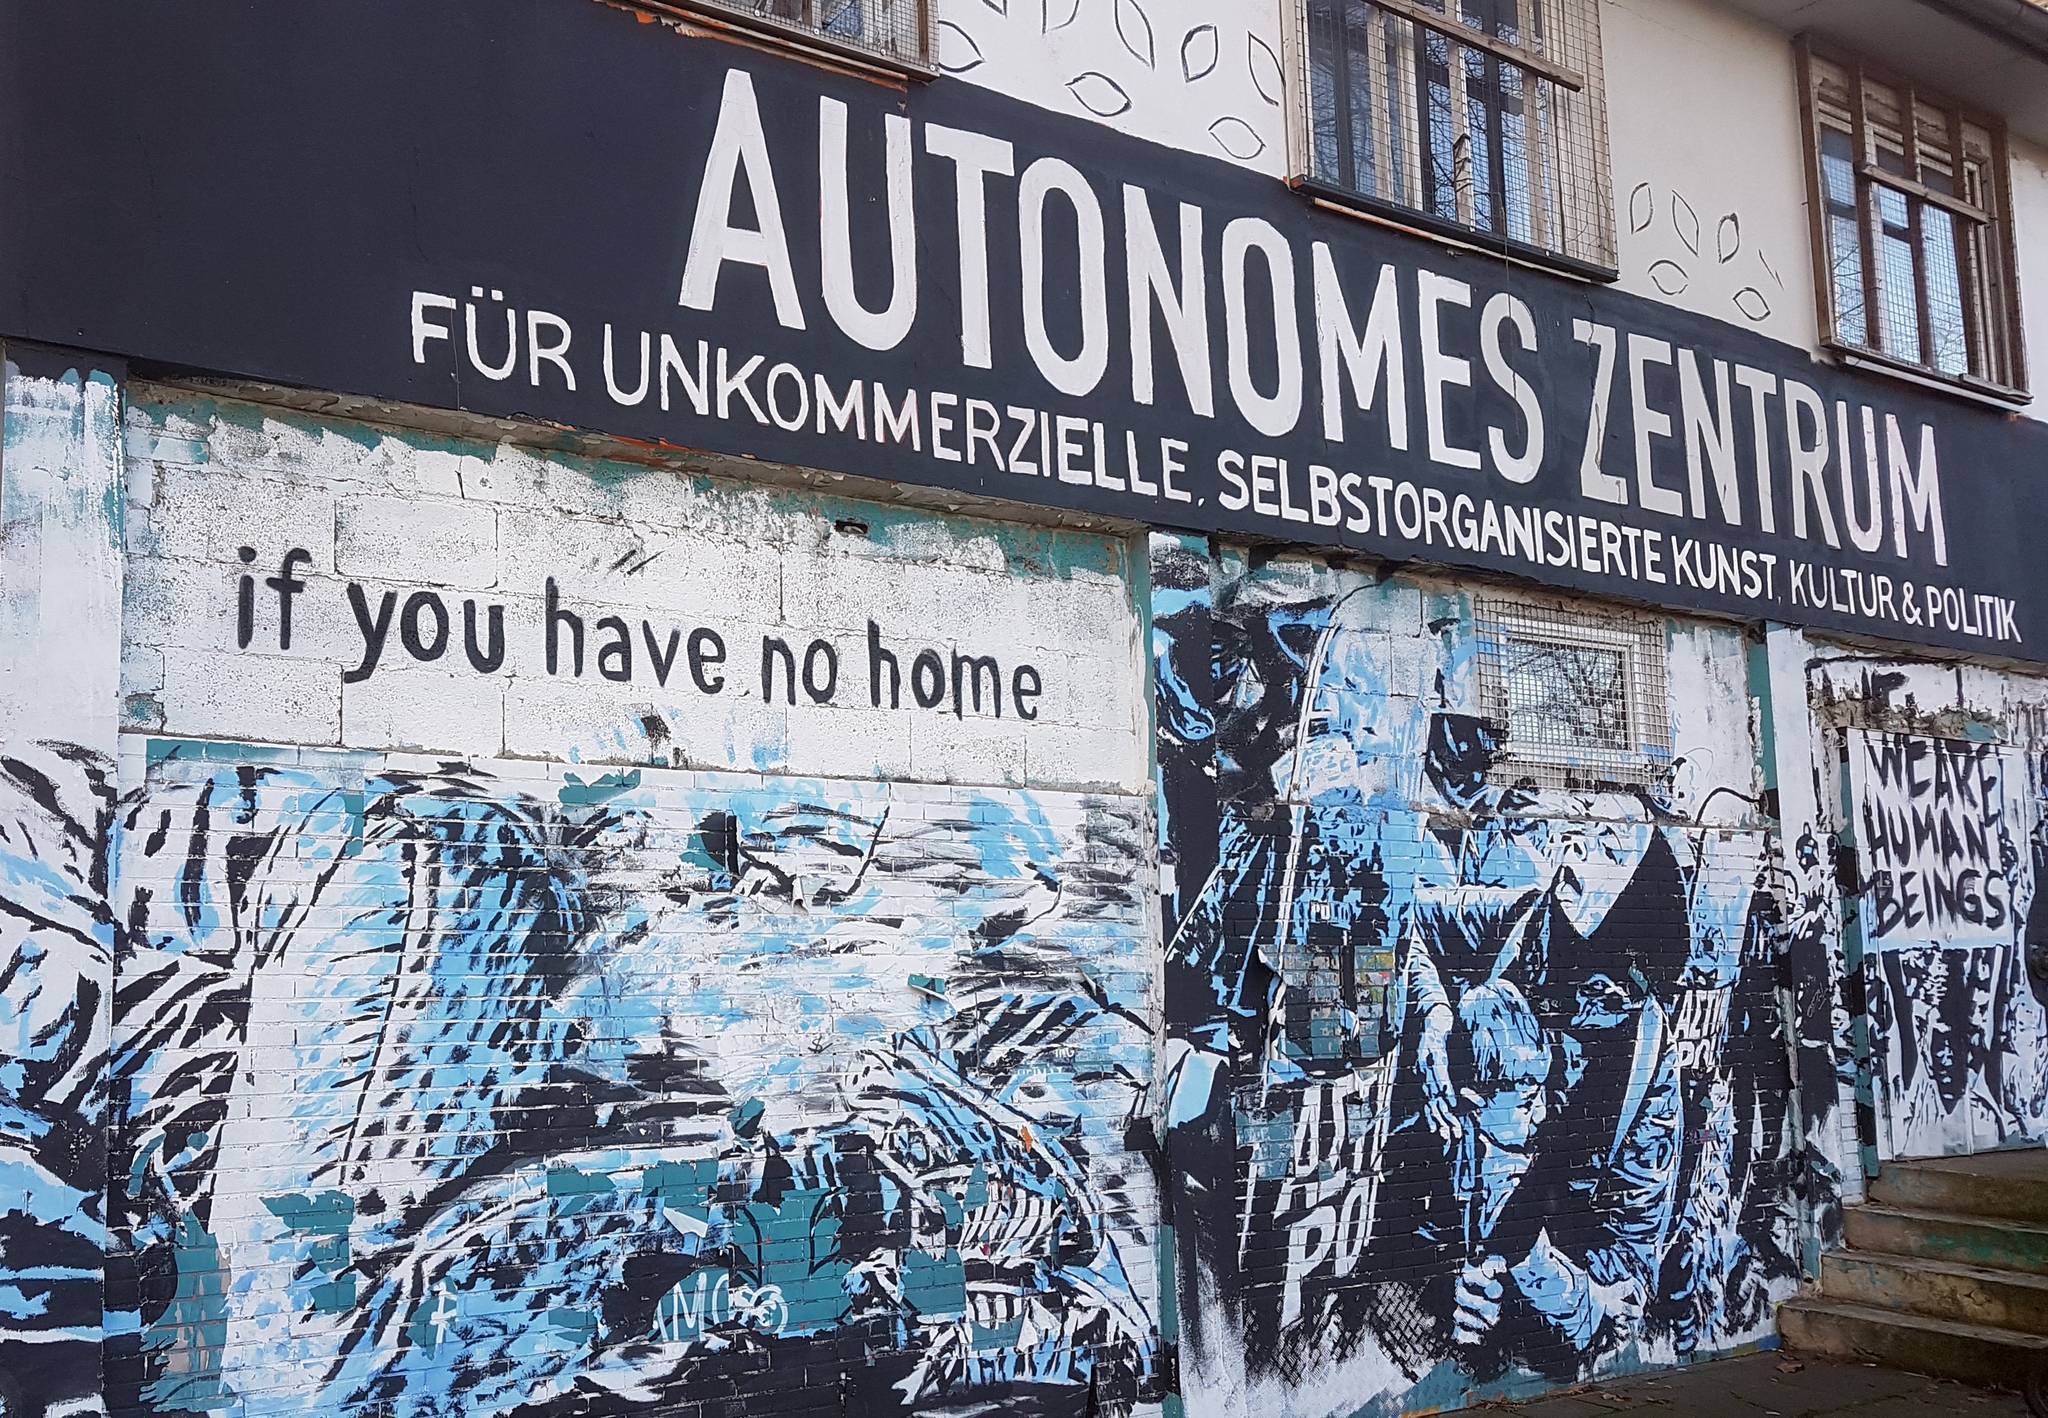 AUTONOMES ZENTRUM
FÜR UNKOMMERZIELLE, SELBSTORGANISIERTE KUNST, KULTUR & POLITIK
if you have no home
WE ARE
HUMAN
BEINGS